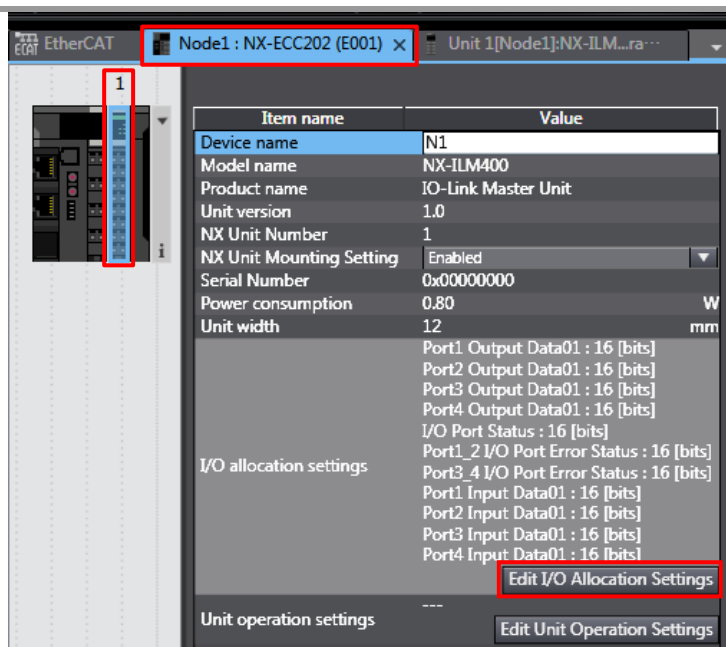 EtherCAT Node1 : NX-ECC202 (E001) × Unit 1[Node1]:NX-ILM...ra···
1
Item name Value
Device name N1
Model name NX-ILM400
Product name IO-Link Master Unit
Unit version 1.0
NX Unit Number 1
NX Unit Mounting Setting Enabled
Serial Number 0x00000000
Power consumption 0.80 W
Unit width 12 mm
Port1 Output Data01 : 16 [bits]
Port2 Output Data01 : 16 [bits]
Port3 Output Data01 : 16 [bits]
Port4 Output Data01 : 16 [bits]
I/O Port Status : 16 [bits]
Port1_2 I/O Port Error Status : 16 [bits]
I/O allocation settings Port3_4 I/O Port Error Status : 16 [bits]
Port1 Input Data01 : 16 [bits]
Port2 Input Data01 : 16 [bits]
Port3 Input Data01 : 16 [bits]
Port4 Input Data01 : 16 [bits]
Edit I/O Allocation Settings
---
Unit operation settings
Edit Unit Operation Settings